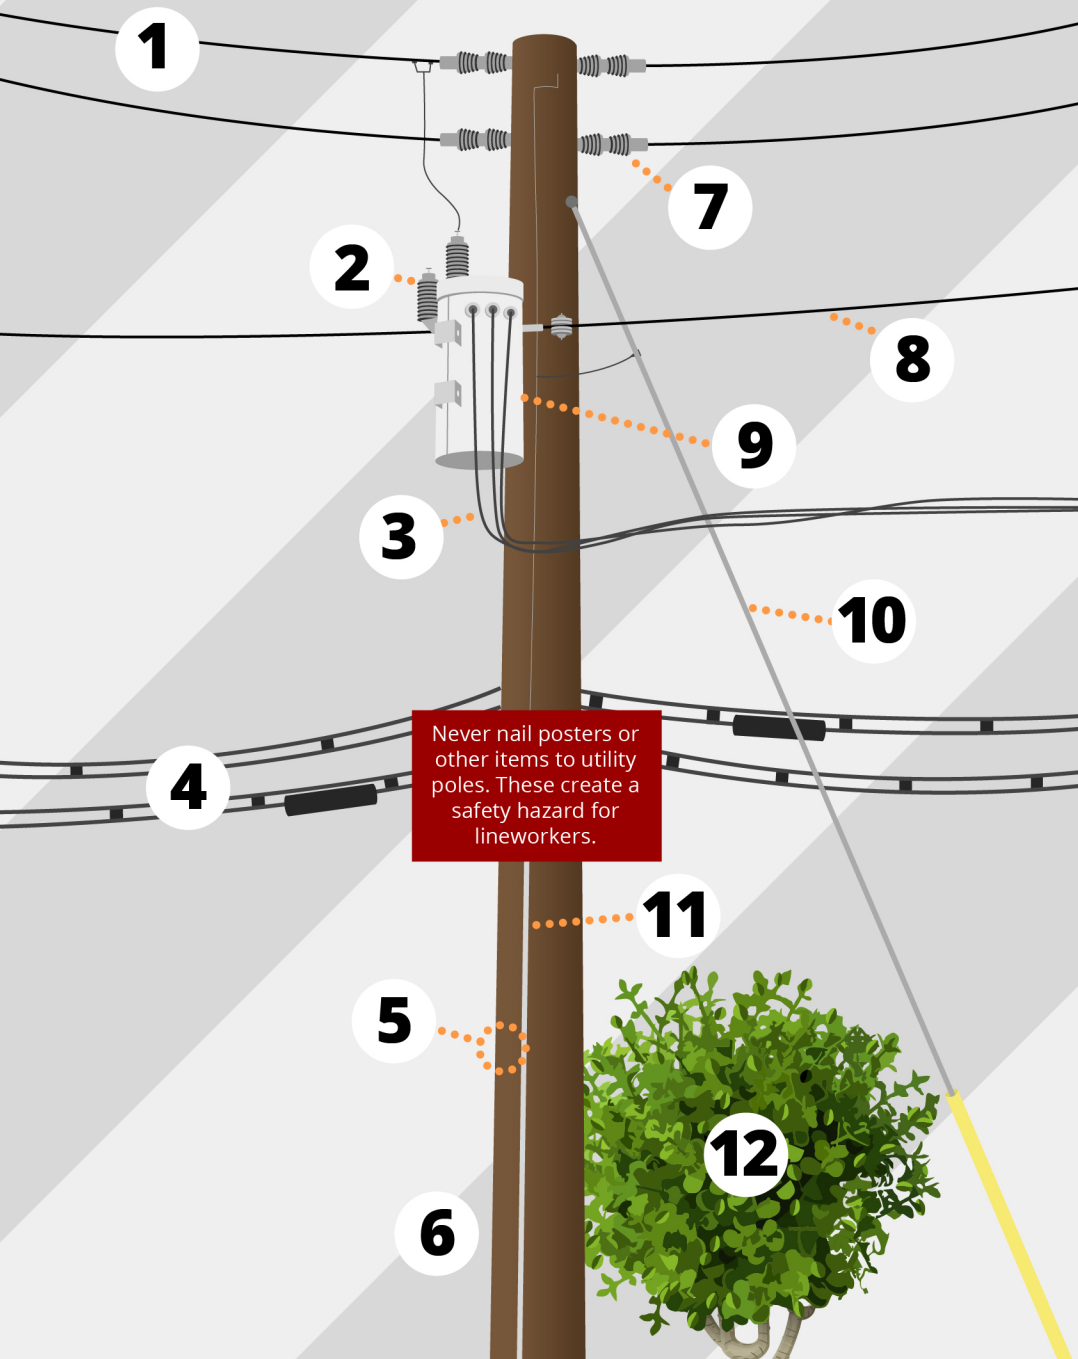 1
7
2
8
9
3
10
Never nail posters or
other items to utility
poles. These create a
safety hazard for
lineworkers.
4
11
5
12
6